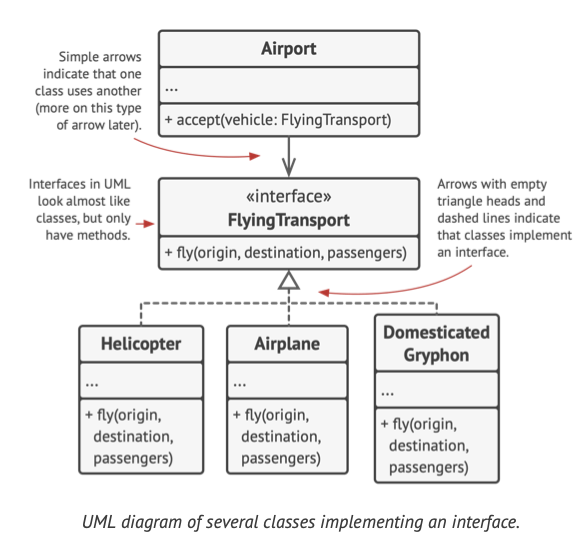 Airport
...
+ accept(vehicle: FlyingTransport)
Simple arrows
indicate that one
class uses another
(more on this type
of arrow later).
«interface»
FlyingTransport
+ fly(origin, destination, passengers)
Interfaces in UML
look almost like
classes, but only
have methods.
Arrows with empty
triangle heads and
dashed lines indicate
that classes implement
an interface.
Helicopter
...
+ fly(origin,
destination,
passengers)
Airplane
...
+ fly(origin,
destination,
passengers)
Domesticated
Gryphon
...
+ fly(origin,
destination,
passengers)
UML diagram of several classes implementing an interface.